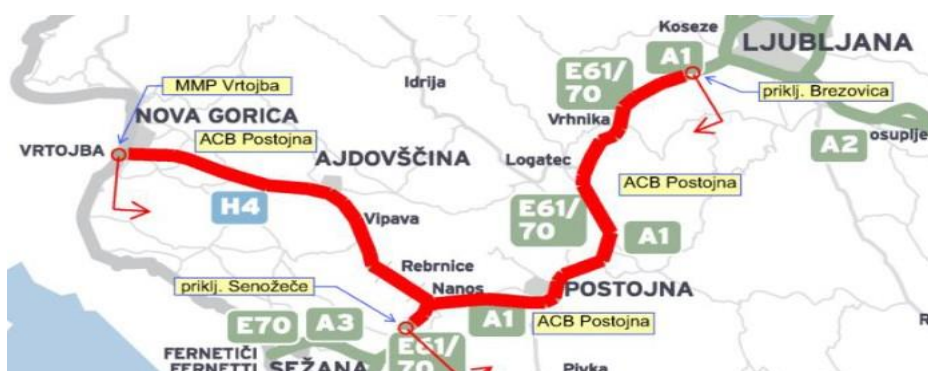 Koseze
LJUBLJANA
A1
E61/
70
MMP Vrtojba
Idrija
priklj. Brezovica
NOVA GORICA
Vrhnika
VRTOJBA
ACB Postojna
A2
osuplje
AJDOVŠČINA
Logatec
ACB Postojna
H4
E61/
70
Vipava
A1
Rebrnice
priklj. Senožeče
Nanos
POSTOJNA
E70
A3
A1
ACB Postojna
E61/
70
FERNETIČI
FERNETTI
SEŽANA
Pivka
R